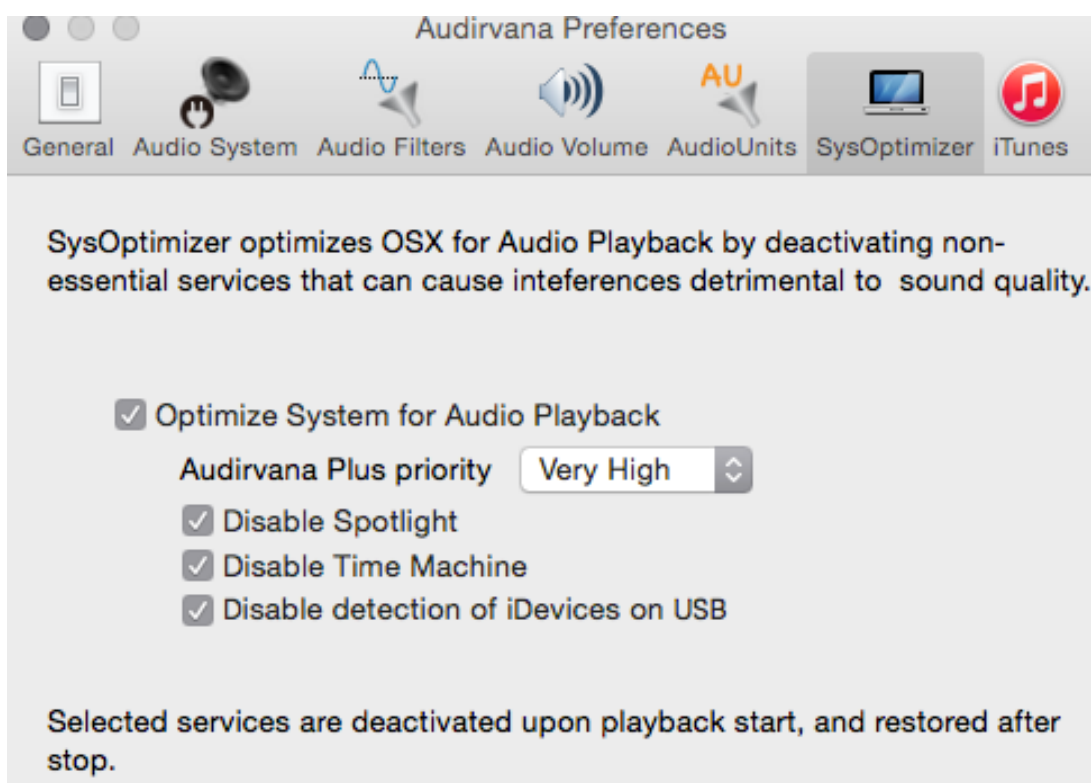 Audirvana Preferences
AU
General Audio System Audio Filters Audio Volume AudioUnits SysOptimizer iTunes
SysOptimizer optimizes OSX for Audio Playback by deactivating non-
essential services that can cause inteferences detrimental to  sound quality.
Optimize System for Audio Playback
Audirvana Plus priority Very High
Disable Spotlight
Disable Time Machine
Disable detection of iDevices on USB
Selected services are deactivated upon playback start, and restored after
stop.